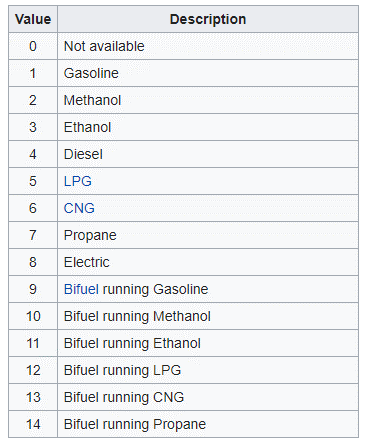 Value Description
0 Not available
1 Gasoline
2 Methanol
3 Ethanol
4 Diesel
5 LPG
6 CNG
7 Propane
8 Electric
9 Bifuel running Gasoline
10 Bifuel running Methanol
11 Bifuel running Ethanol
12 Bifuel running LPG
13 Bifuel running CNG
14 Bifuel running Propane